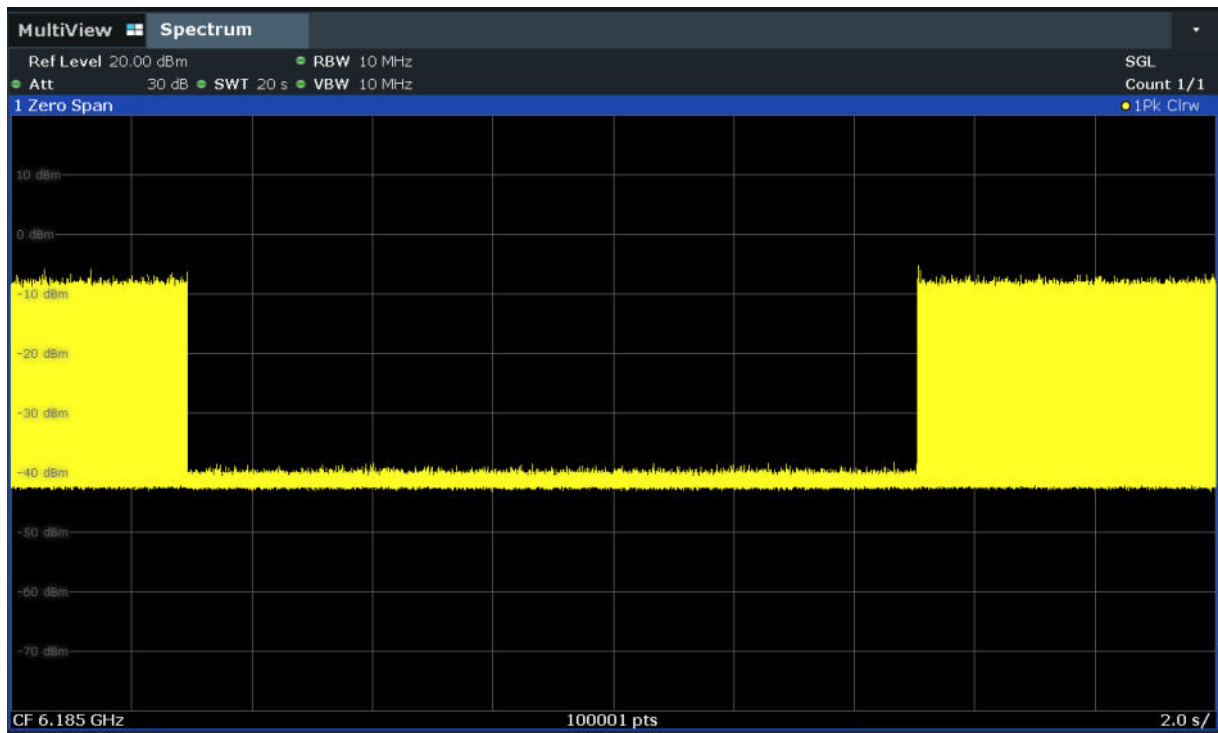 MultiView Spectrum
Ref Level 20.00 dBm RBW 10 MHz SGL
Att 30 dB SWT 20 s VBW 10 MHz Count 1/1
1 Zero Span 1Pk Clrw
10 dBm
0 dBm
-10 dBm
-20 dBm
-30 dBm
-40 dBm
-50 dBm
-60 dBm
-70 dBm
CF 6.185 GHz 100001 pts 2.0 s/